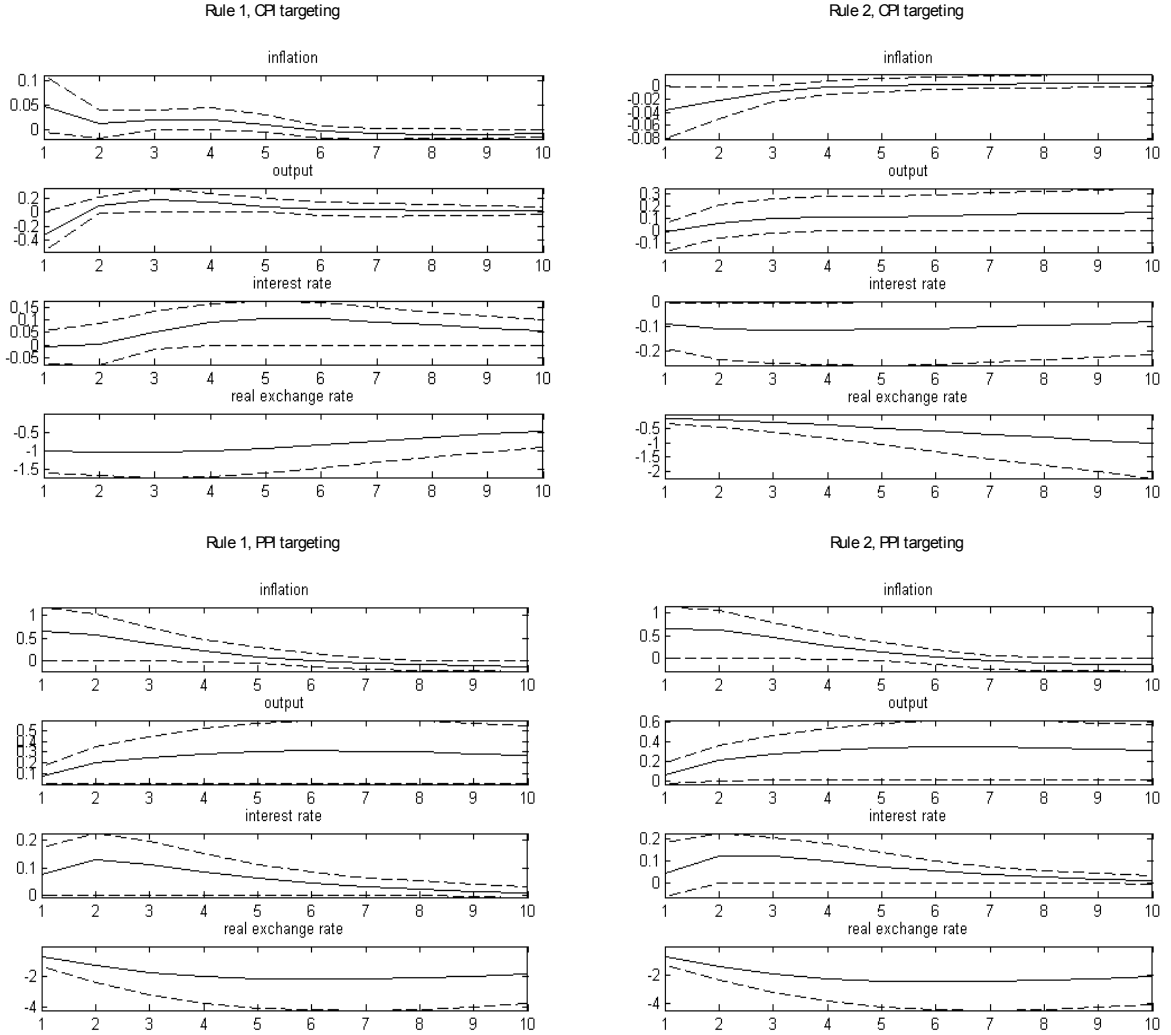 Rule 1, CPI targeting
inflation
0.1
0.05
0
1 2 3 4 5 6 7 8 9 10
output
0.2
0
-0.2
-0.4
1 2 3 4 5 6 7 8 9 10
interest rate
0.15
0.1
0.05
0
-0.05
1 2 3 4 5 6 7 8 9 10
real exchange rate
-0.5
-1
-1.5
1 2 3 4 5 6 7 8 9 10
Rule 2, CPI targeting
inflation
0
-0.02
-0.04
-0.06
-0.08
1 2 3 4 5 6 7 8 9 10
output
0.3
0.2
0.1
0
-0.1
1 2 3 4 5 6 7 8 9 10
interest rate
0
-0.1
-0.2
1 2 3 4 5 6 7 8 9 10
real exchange rate
-0.5
-1
-1.5
-2
1 2 3 4 5 6 7 8 9 10
Rule 1, PPI targeting
inflation
1
0.5
0
1 2 3 4 5 6 7 8 9 10
output
0.5
0.4
0.3
0.2
0.1
1 2 3 4 5 6 7 8 9 10
interest rate
0.2
0.1
0
1 2 3 4 5 6 7 8 9 10
real exchange rate
-2
-4
1 2 3 4 5 6 7 8 9 10
Rule 2, PPI targeting
inflation
1
0.5
0
1 2 3 4 5 6 7 8 9 10
output
0.6
0.4
0.2
0
1 2 3 4 5 6 7 8 9 10
interest rate
0.2
0.1
0
1 2 3 4 5 6 7 8 9 10
real exchange rate
-2
-4
1 2 3 4 5 6 7 8 9 10